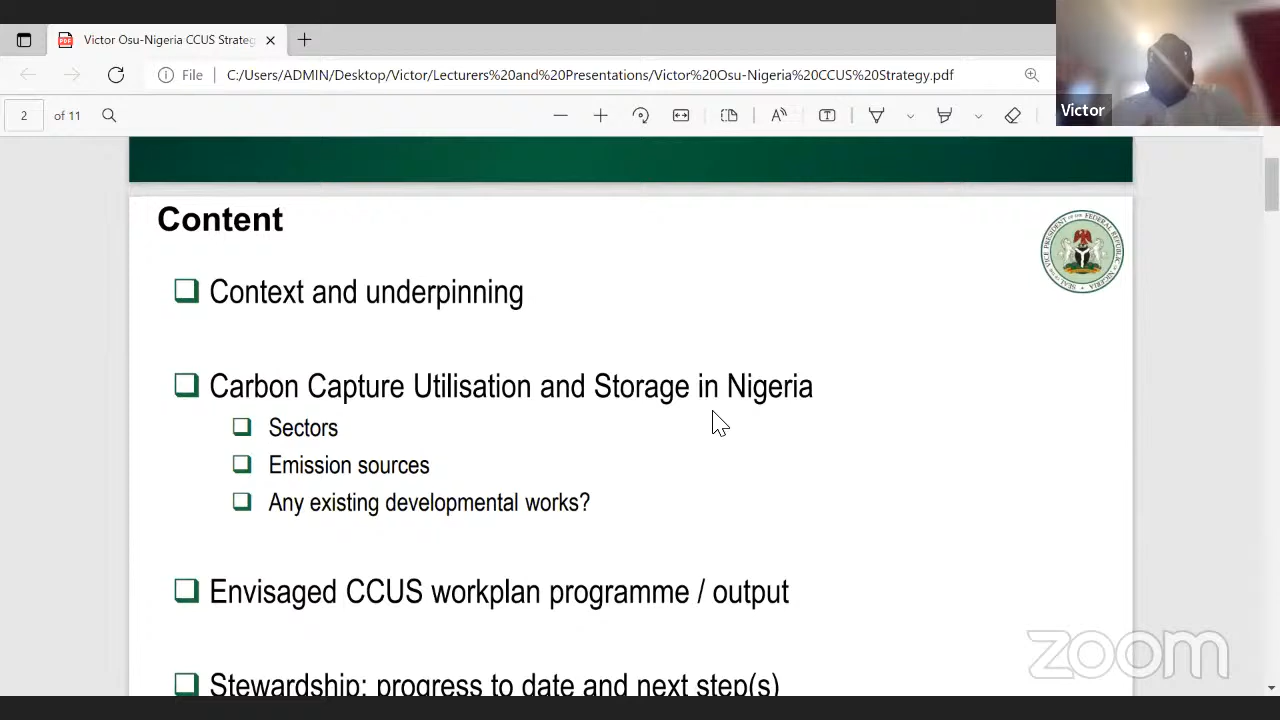 Victor Osu-Nigeria CCUS Strateg
File
C:/Users/ADMIN/Desktop/Victor/Lecturers%20and%20Presentations/Victor%20Osu-Nigeria%20CCUS%20Strategy.pdf
Victor
2 of 11
Content
Context and underpinning
Carbon Capture Utilisation and Storage in Nigeria
Sectors
Emission sources
Any existing developmental works?
Envisaged CCUS workplan programme / output
Stewardship: progress to date and next step(s)
zoom